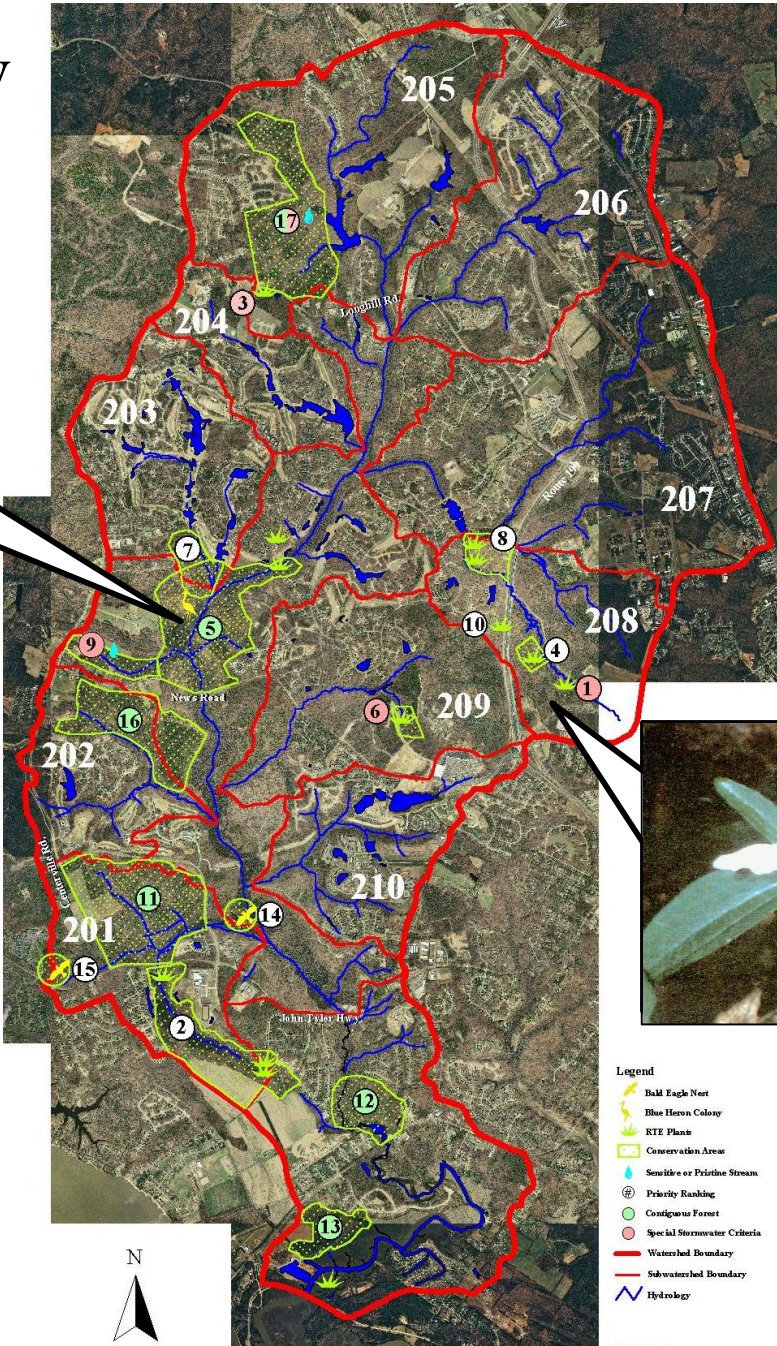 205
206
17
3
Longhill Rd.
204
203
Route 199
207
7
8
9
5
10
4
208
1
News Road
16
6
209
202
Centerville Rd.
11
210
201
14
15
2
John Tyler Hwy.
12
13
N
Legend
Bald Eagle Nest
Blue Heron Colony
RTE Plants
Conservation Areas
Sensitive or Pristine Stream
# Priority Ranking
Contiguous Forest
Special Stormwater Criteria
Watershed Boundary
Subwatershed Boundary
Hydrology